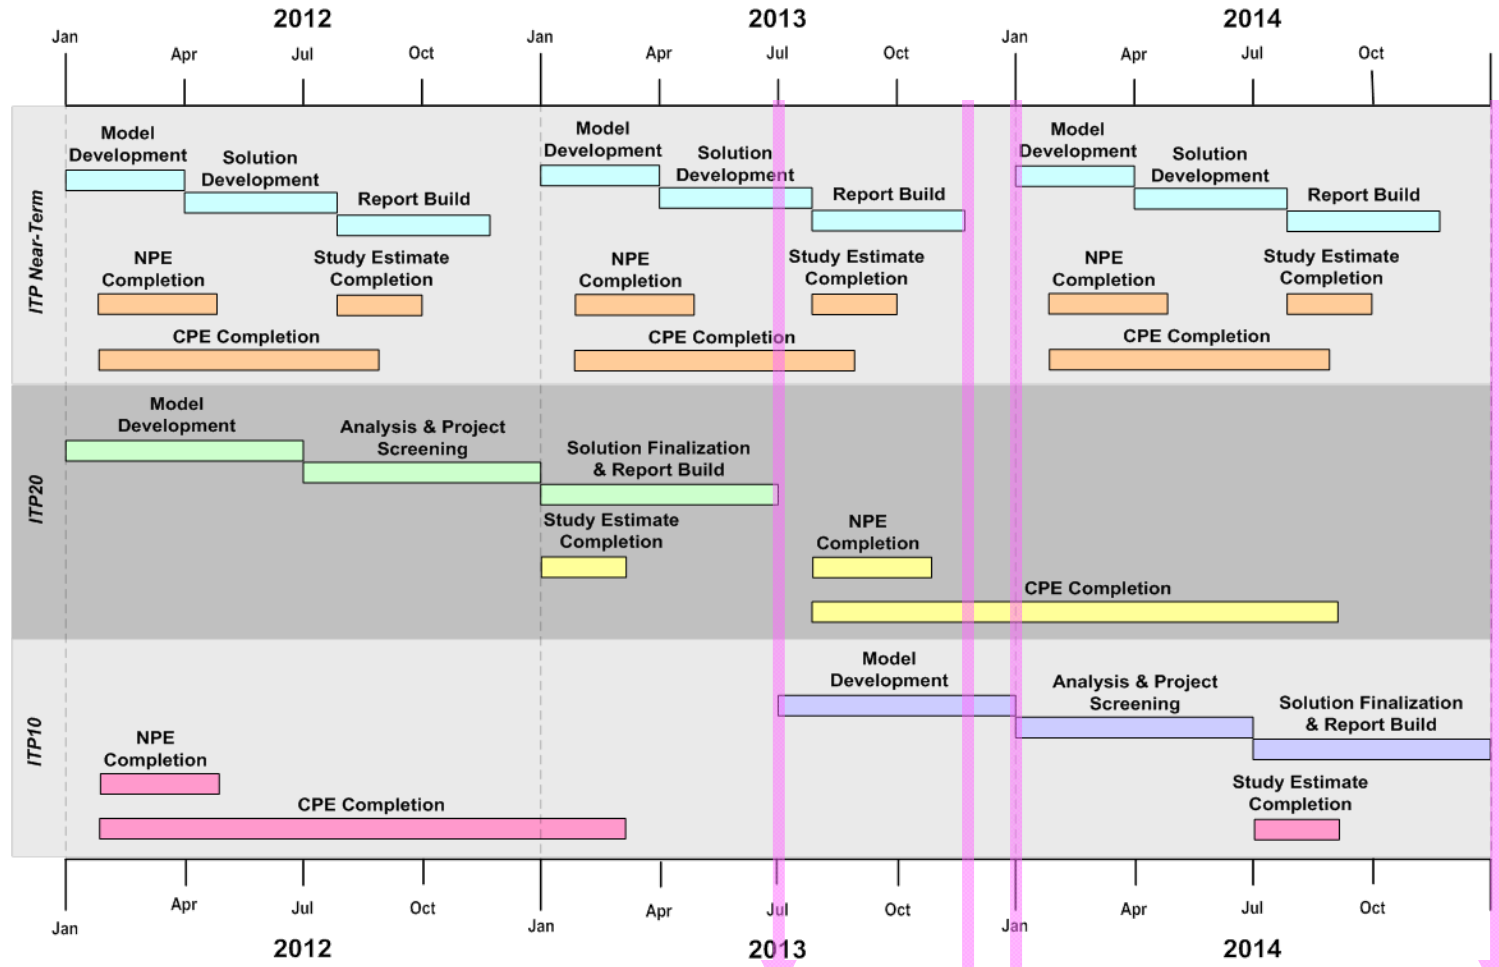 2012
2013
2014
Jan
Apr
Jul
Oct
Jan
Apr
Jul
Oct
Jan
Apr
Jul
Oct
ITP Near-Term
Model
Development
Solution
Development
Report Build
Model
Development
Solution
Development
Report Build
Model
Development
Solution
Development
Report Build
NPE
Completion
Study Estimate
Completion
NPE
Completion
Study Estimate
Completion
NPE
Completion
Study Estimate
Completion
CPE Completion
CPE Completion
CPE Completion
ITP20
Model
Development
Analysis & Project
Screening
Solution Finalization
& Report Build
Study Estimate
Completion
NPE
Completion
CPE Completion
ITP10
Model
Development
Analysis & Project
Screening
Solution Finalization
& Report Build
NPE
Completion
Study Estimate
Completion
CPE Completion
Jan
Apr
Jul
Oct
Jan
Apr
Jul
Oct
Jan
Apr
Jul
Oct
2012
2013
2014